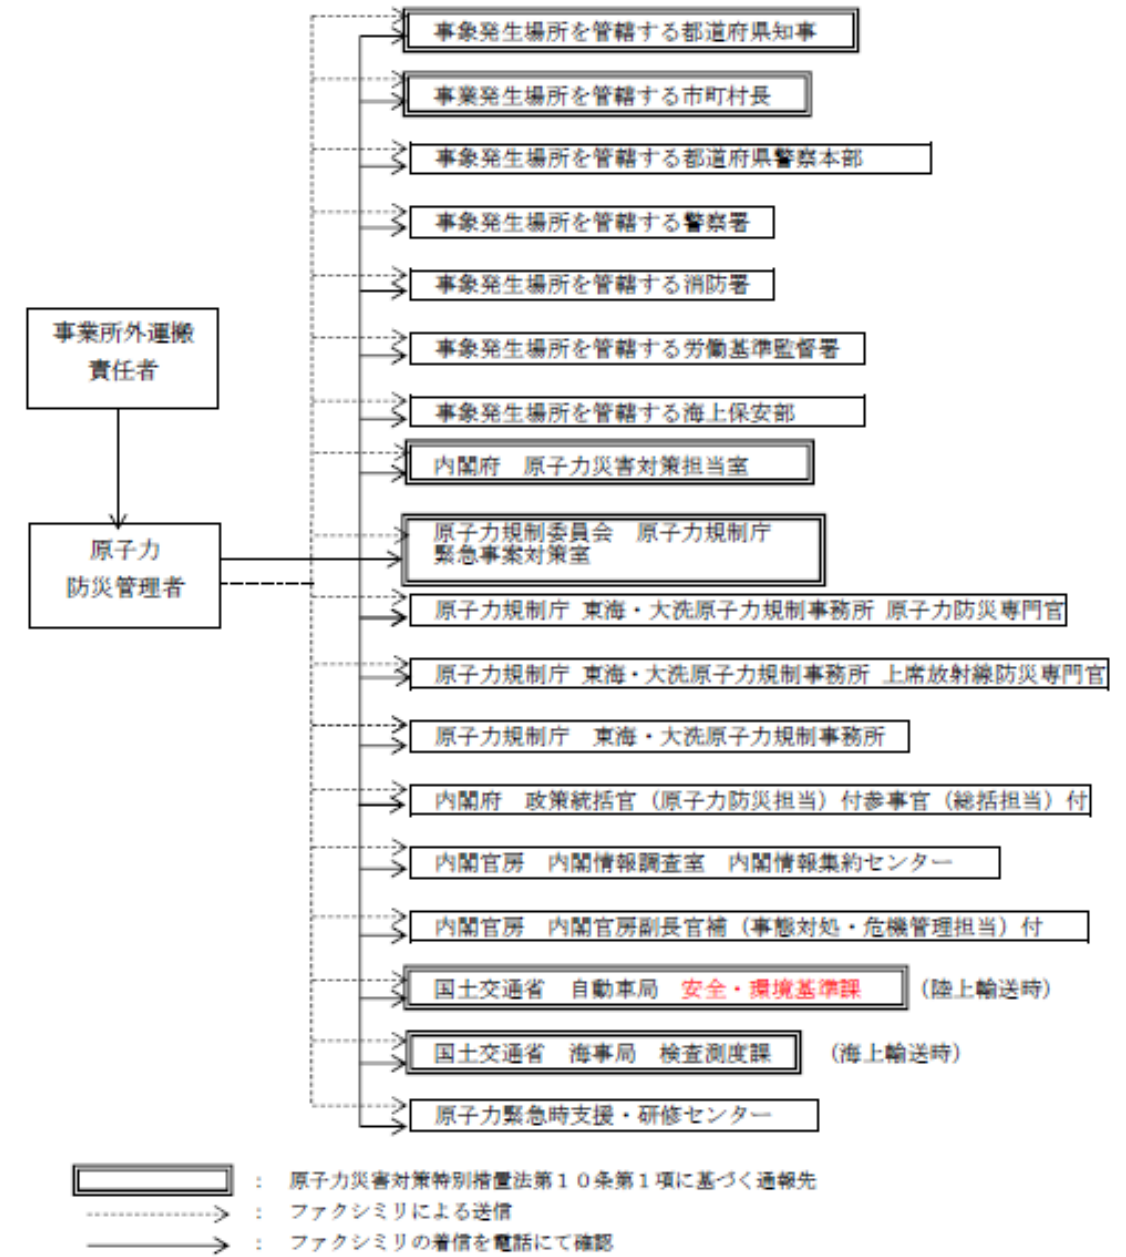 事象発生場所を管轄する都道府県知事
事業発生場所を管轄する市町村長
事象発生場所を管轄する都道府県警察本部
事象発生場所を管轄する警察署
事象発生場所を管轄する消防署
事業所外運搬
責任者
事象発生場所を管轄する労働基準監督署
事象発生場所を管轄する海上保安部
内閣府　原子力災害対策担当室
原子力
防災管理者
原子力規制委員会　原子力規制庁
緊急事案対策室
原子力規制庁 東海・大洗原子力規制事務所 原子力防災専門官
原子力規制庁 東海・大洗原子力規制事務所 上席放射線防災専門官
原子力規制庁　東海・大洗原子力規制事務所
内閣府　政策統括官（原子力防災担当）付参事官（総括担当）付
内閣官房　内閣情報調査室　内閣情報集約センター
内閣官房　内閣官房副長官補（事態対処・危機管理担当）付
国土交通省　自動車局　安全・環境基準課　（陸上輸送時）
国土交通省　海事局　検査測度課　（海上輸送時）
原子力緊急時支援・研修センター
：　原子力災害対策特別措置法第１０条第１項に基づく通報先
：　ファクシミリによる送信
：　ファクシミリの着信を電話にて確認